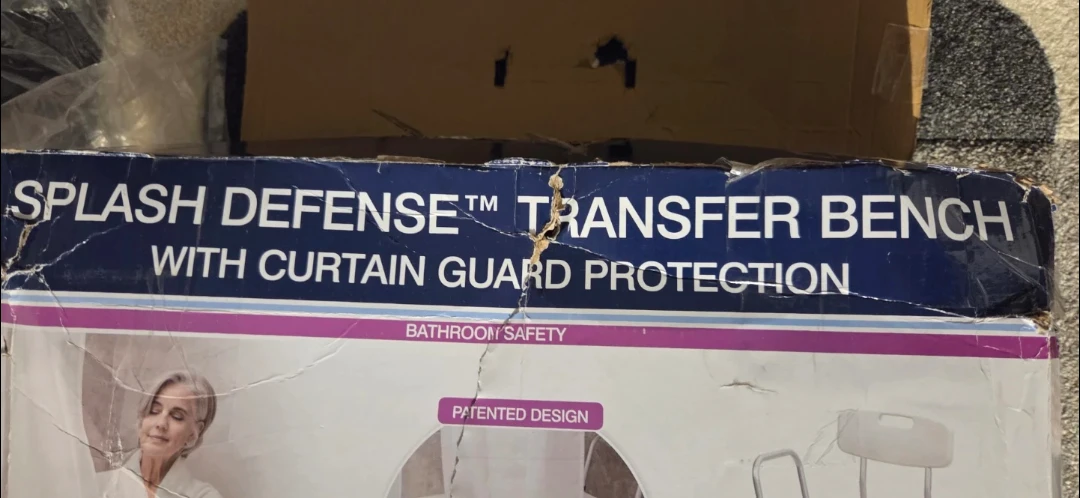 SPLASH DEFENSE™ TRANSFER BENCH
WITH CURTAIN GUARD PROTECTION
BATHROOM SAFETY
PATENTED DESIGN